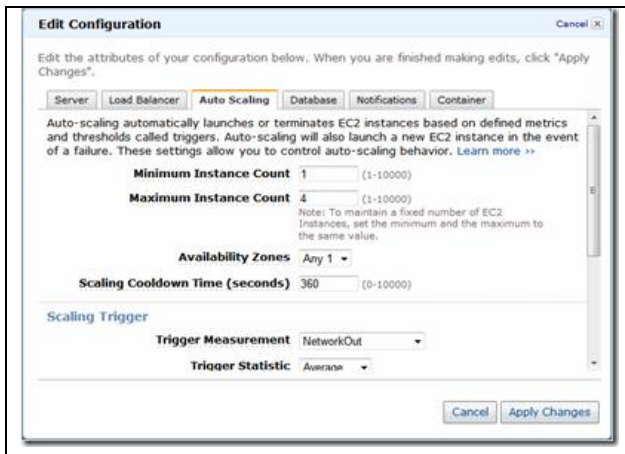 Edit Configuration
Cancel x
Edit the attributes of your configuration below. When you are finished making edits, click "Apply
Changes".
Server Load Balancer Auto Scaling Database Notifications Container
Auto-scaling automatically launches or terminates EC2 instances based on defined metrics
and thresholds called triggers. Auto-scaling will also launch a new EC2 instance in the event
of a failure. These settings allow you to control auto-scaling behavior. Learn more >>
Minimum Instance Count 1 (1-10000)
Maximum Instance Count 4 (1-10000)
Note: To maintain a fixed number of EC2
Instances, set the minimum and the maximum to
the same value.
Availability Zones Any 1
Scaling Cooldown Time (seconds) 360 (0-10000)
Scaling Trigger
Trigger Measurement NetworkOut
Trigger Statistic Average
Cancel Apply Changes